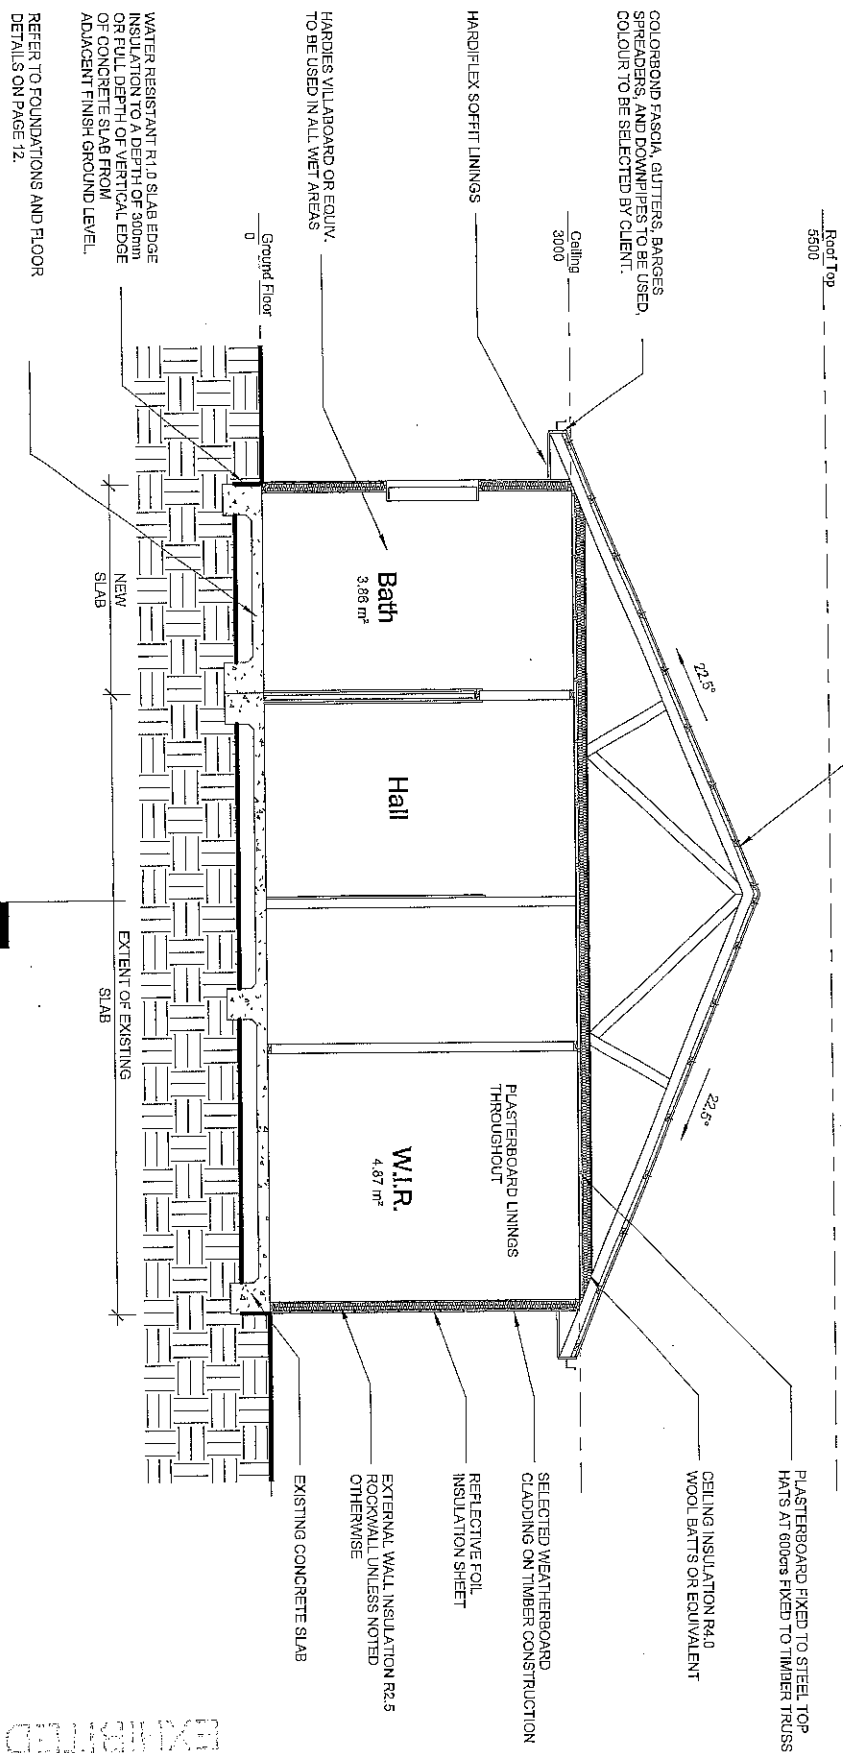 Roof Top
5500
COLORBOND FASCIA, GUTTERS, BARGES
SPREADERS, AND DOWNPIPES TO BE USED,
COLOUR TO BE SELECTED BY CLIENT.
Ceiling
3000
HARDIFLEX SOFFIT LININGS
HARDIES VILLABOARD OR EQUIV.
TO BE USED IN ALL WET AREAS
Ground Floor
0
WATER RESISTANT R1.0 SLAB EDGE
INSULATION TO A DEPTH OF 300mm
OR FULL DEPTH OF VERTICAL EDGE
OF CONCRETE SLAB FROM
ADJACENT FINISH GROUND LEVEL.
REFER TO FOUNDATIONS AND FLOOR
DETAILS ON PAGE 12.
22.5°
22.5°
Bath
3.86 m²
Hall
PLASTERBOARD LININGS
THROUGHOUT
W.I.R.
4.87 m²
NEW
SLAB
EXTENT OF EXISTING
SLAB
PLASTERBOARD FIXED TO STEEL TOP
HATS AT 600crs FIXED TO TIMBER TRUSS
CEILING INSULATION R4.0
WOOL BATTS OR EQUIVALENT
SELECTED WEATHERBOARD
CLADDING ON TIMBER CONSTRUCTION
REFLECTIVE FOIL
INSULATION SHEET
EXTERNAL WALL INSULATION R2.5
ROCKWALL UNLESS NOTED
OTHERWISE
EXISTING CONCRETE SLAB
EXHIBITED